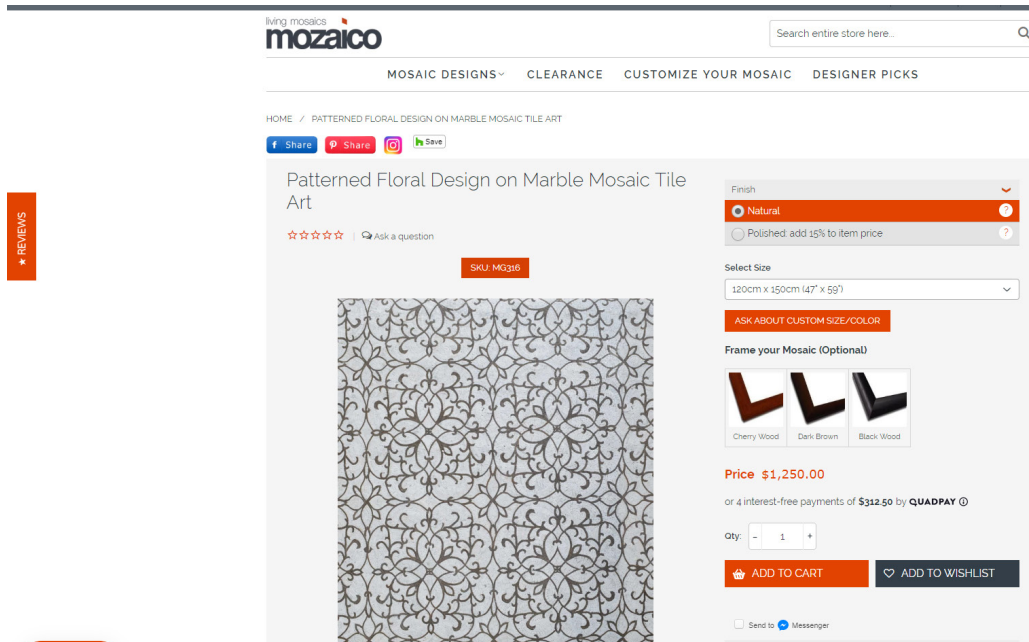 living mosaics
mozaico
Search entire store here...
MOSAIC DESIGNS CLEARANCE CUSTOMIZE YOUR MOSAIC DESIGNER PICKS
HOME / PATTERNED FLORAL DESIGN ON MARBLE MOSAIC TILE ART
f Share Share Save
★ REVIEWS
Patterned Floral Design on Marble Mosaic Tile
Art
Ask a question
SKU: MG316
Finish
Natural ?
Polished: add 15% to item price ?
Select Size
120cm x 150cm (47" x 59")
ASK ABOUT CUSTOM SIZE/COLOR
Frame your Mosaic (Optional)
Cherry Wood Dark Brown Black Wood
Price $1,250.00
or 4 interest-free payments of $312.50 by QUADPAY
Qty: - 1 +
ADD TO CART ADD TO WISHLIST
Send to Messenger